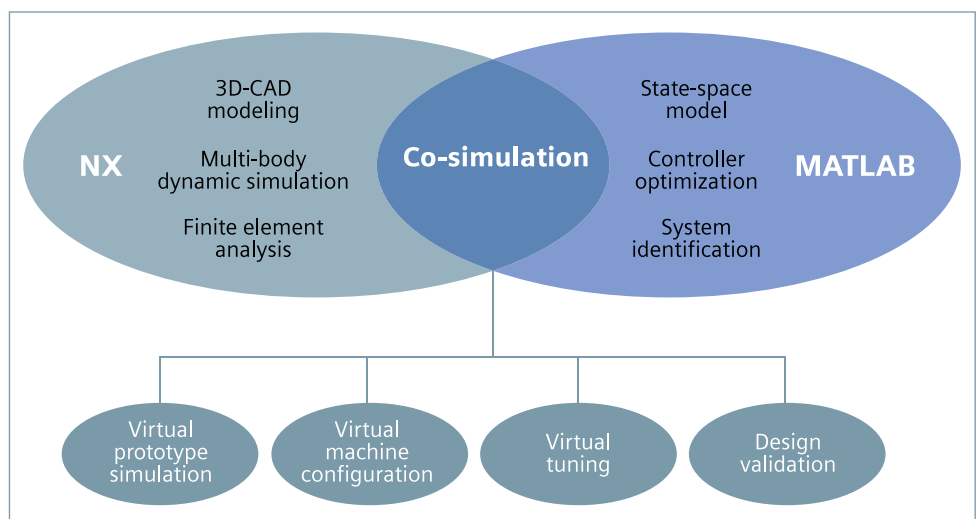 3D-CAD
modeling
NX
Multi-body
dynamic simulation
Finite element
analysis
Co-simulation
State-space
model
Controller
optimization
MATLAB
System
identification
Virtual
prototype
simulation
Virtual
machine
configuration
Virtual
tuning
Design
validation